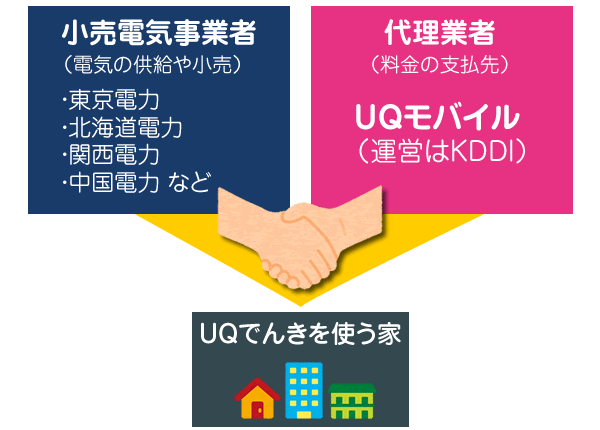 小売電気事業者
（電気の供給や小売）
・東京電力
・北海道電力
・関西電力
・中国電力 など
代理業者
（料金の支払先）
UQモバイル
（運営はKDDI）
UQでんきを使う家